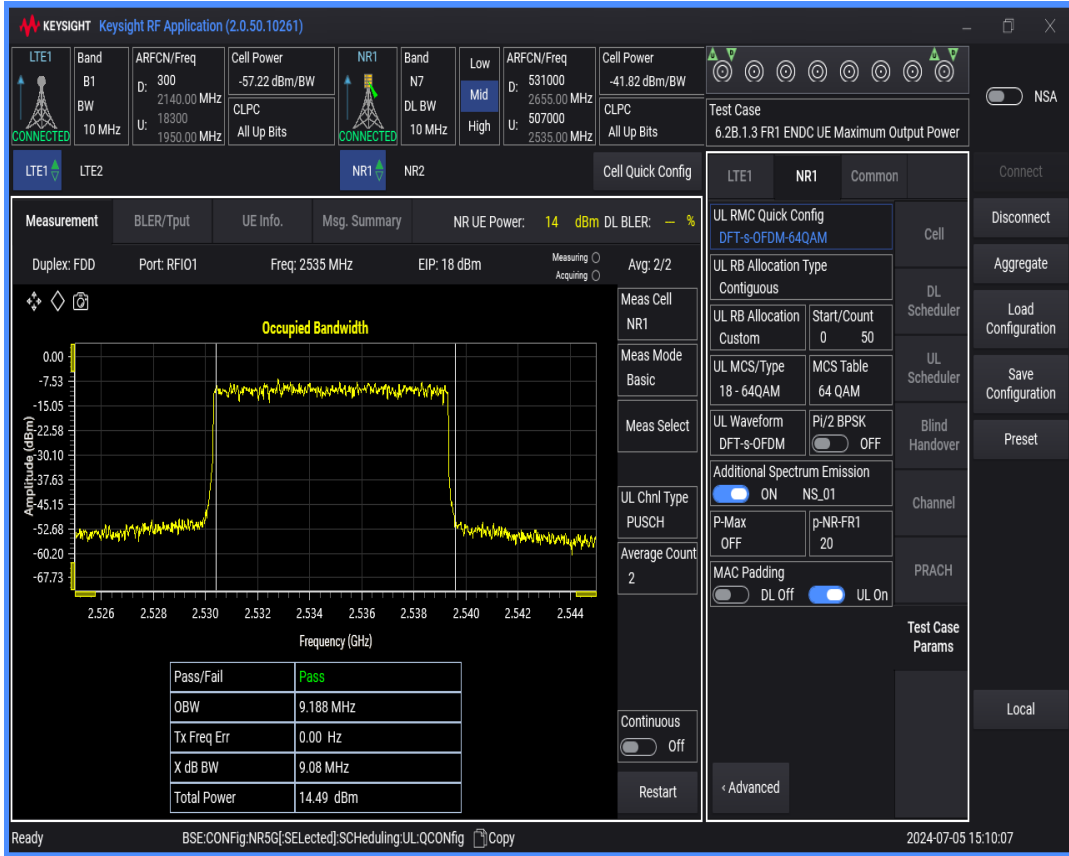 KEYSIGHT Keysight RF Application (2.0.50.10261)
LTE1
CONNECTED
Band
B1
BW
10 MHz
ARFCN/Freq
D: 300
2140.00 MHz
U: 18300
1950.00 MHz
Cell Power
-57.22 dBm/BW
CLPC
All Up Bits
NR1
CONNECTED
Band
N7
DL BW
10 MHz
Low
Mid
High
ARFCN/Freq
D: 531000
2655.00 MHz
U: 507000
2535.00 MHz
Cell Power
-41.82 dBm/BW
CLPC
All Up Bits
Test Case
6.2B.1.3 FR1 ENDC UE Maximum Output Power
NSA
LTE1 LTE2 NR1 NR2 Cell Quick Config
Measurement BLER/Tput UE Info. Msg. Summary NR UE Power: 14 dBm DL BLER: --- %
Duplex: FDD Port: RFIO1 Freq: 2535 MHz EIP: 18 dBm Measuring Acquiring Avg: 2/2
Occupied Bandwidth
Amplitude (dBm)
0.00
-7.53
-15.05
-22.58
-30.10
-37.63
-45.15
-52.68
-60.20
-67.73
2.526 2.528 2.530 2.532 2.534 2.536 2.538 2.540 2.542 2.544
Frequency (GHz)
Pass/Fail Pass
OBW 9.188 MHz
Tx Freq Err 0.00 Hz
X dB BW 9.08 MHz
Total Power 14.49 dBm
Meas Cell
NR1
Meas Mode
Basic
Meas Select
UL Chnl Type
PUSCH
Average Count
2
Continuous
Off
Restart
LTE1 NR1 Common
UL RMC Quick Config
DFT-s-OFDM-64QAM
UL RB Allocation Type
Contiguous
UL RB Allocation
Custom
Start/Count
0 50
UL MCS/Type
18 - 64QAM
MCS Table
64 QAM
UL Waveform
DFT-s-OFDM
Pi/2 BPSK
OFF
Additional Spectrum Emission
ON NS_01
P-Max
OFF
p-NR-FR1
20
MAC Padding
DL Off UL On
‹ Advanced
Cell
DL
Scheduler
UL
Scheduler
Blind
Handover
Channel
PRACH
Test Case
Params
Connect
Disconnect
Aggregate
Load
Configuration
Save
Configuration
Preset
Local
Ready BSE:CONFig:NR5G[:SELected]:SCHeduling:UL:QCONfig Copy 2024-07-05 15:10:07